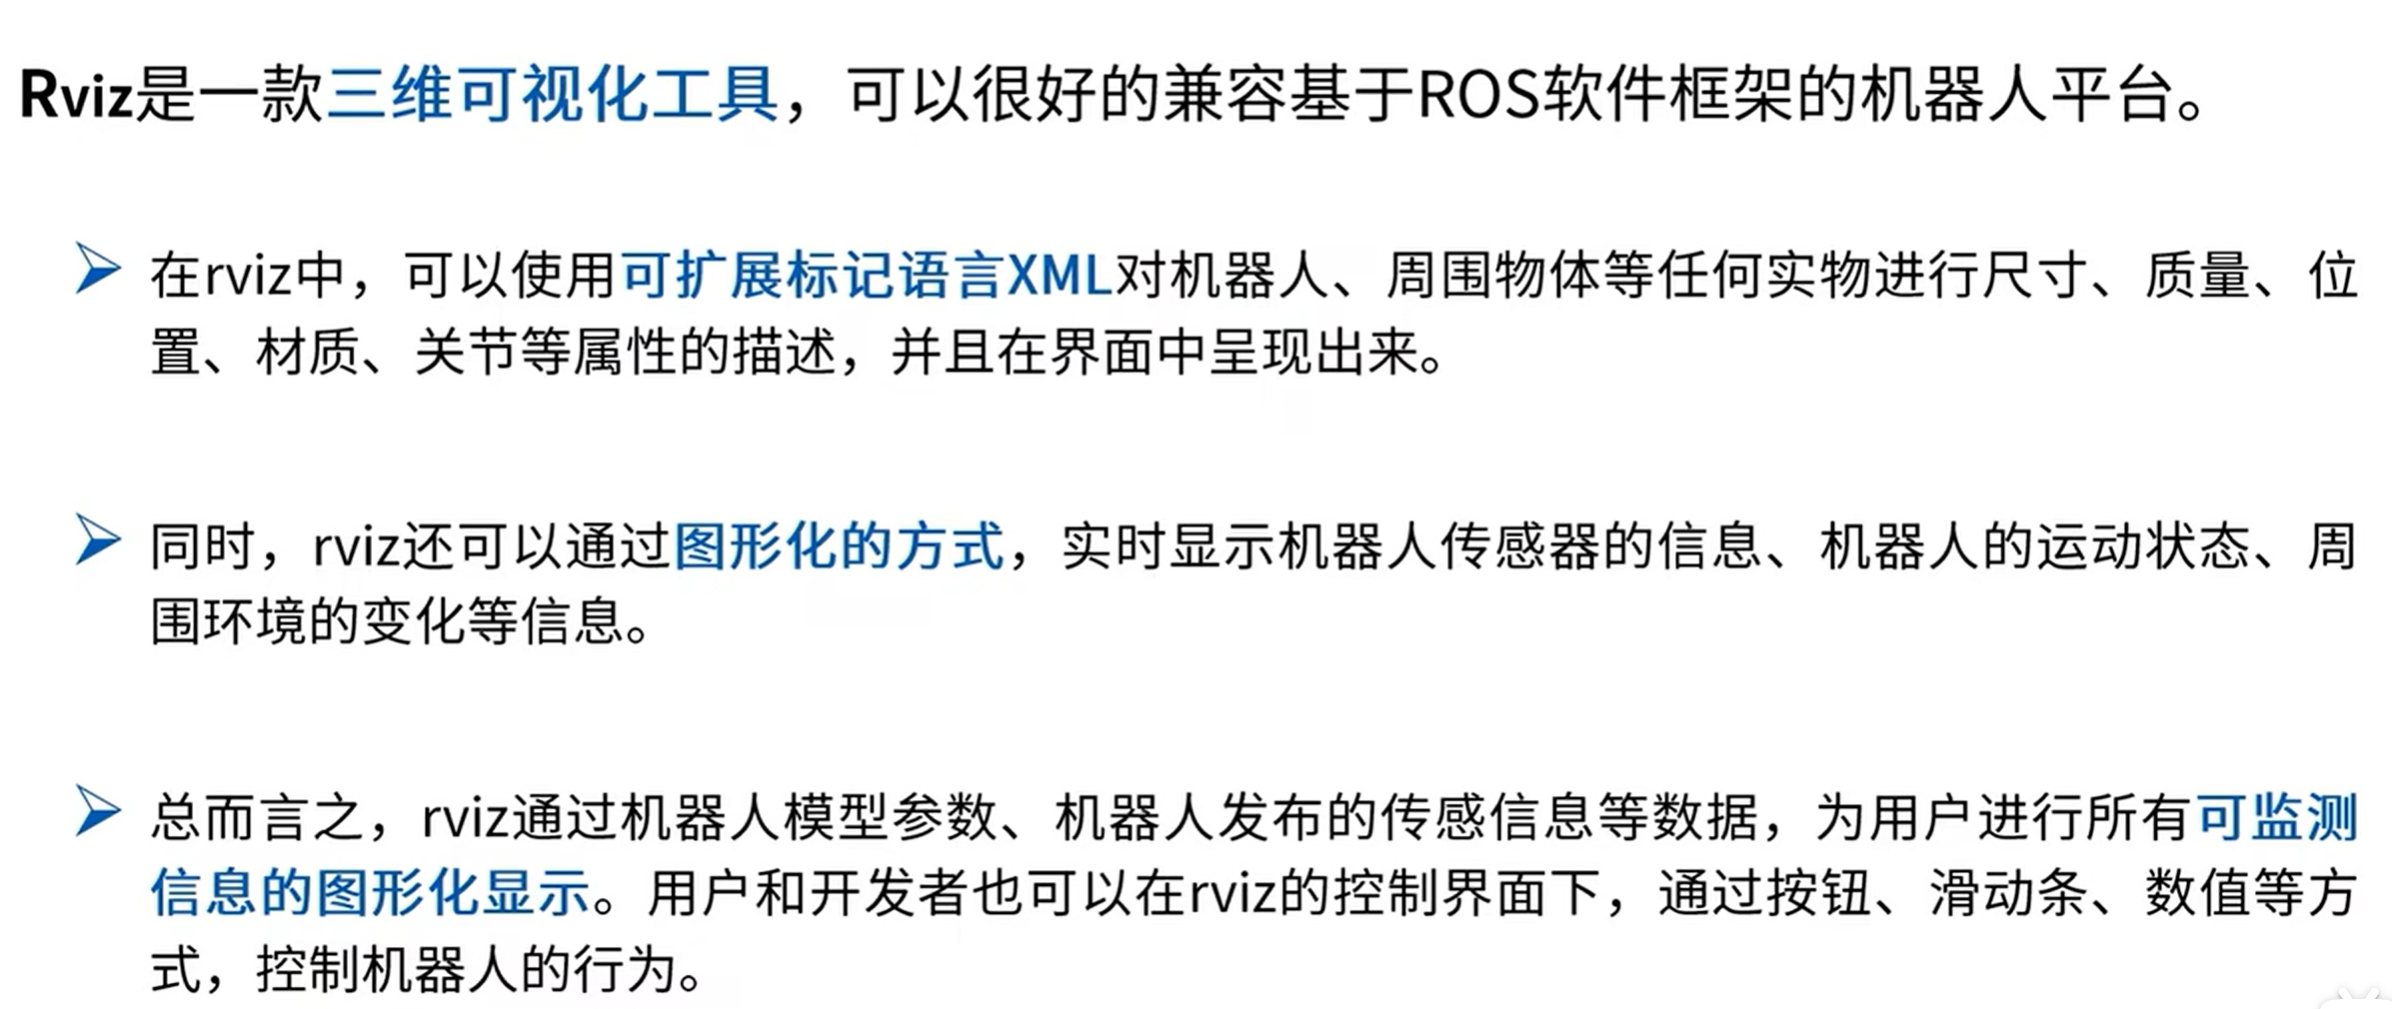 Rviz是一款三维可视化工具，可以很好的兼容基于ROS软件框架的机器人平台。
在rviz中，可以使用可扩展标记语言XML对机器人、周围物体等任何实物进行尺寸、质量、位
置、材质、关节等属性的描述，并且在界面中呈现出来。
同时，rviz还可以通过图形化的方式，实时显示机器人传感器的信息、机器人的运动状态、周
围环境的变化等信息。
总而言之，rviz通过机器人模型参数、机器人发布的传感信息等数据，为用户进行所有可监测
信息的图形化显示。用户和开发者也可以在rviz的控制界面下，通过按钮、滑动条、数值等方
式，控制机器人的行为。